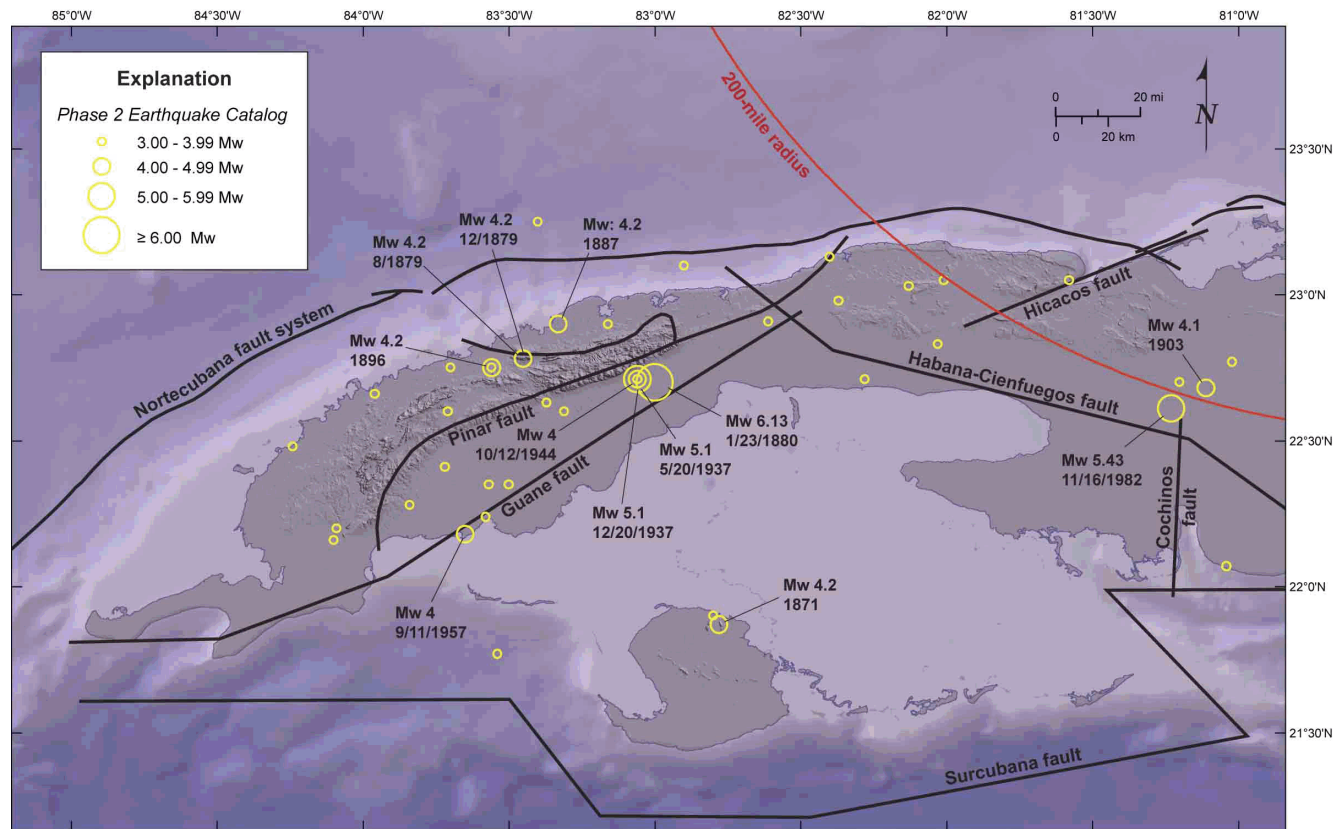 85°0'W
84°0'W
83°30'W
83°0'W
82°30'W
82°0'W
81°30'W
81°0'W
Explanation
Phase 2 Earthquake Catalog
3.00 - 3.99 Mw
4.00 - 4.99 Mw
5.00 - 5.99 Mw
≥ 6.00 Mw
200-mile radius
0 20 mi
0 20 km
N
23°30'N
23°0'N
22°30'N
22°0'N
21°30'N
Mw 4.2
8/1879
Mw 4.2
12/1879
Mw: 4.2
1887
Nortecubana fault system
Mw 4.2
1896
Hicacos fault
Mw 4.1
1903
Habana-Cienfuegos fault
Pinar fault
Mw 4
10/12/1944
Mw 6.13
1/23/1880
Mw 5.1
5/20/1937
Guane fault
Mw 5.1
12/20/1937
Mw 5.43
11/16/1982
Cochinos
fault
Mw 4
9/11/1957
Mw 4.2
1871
Surcubana fault